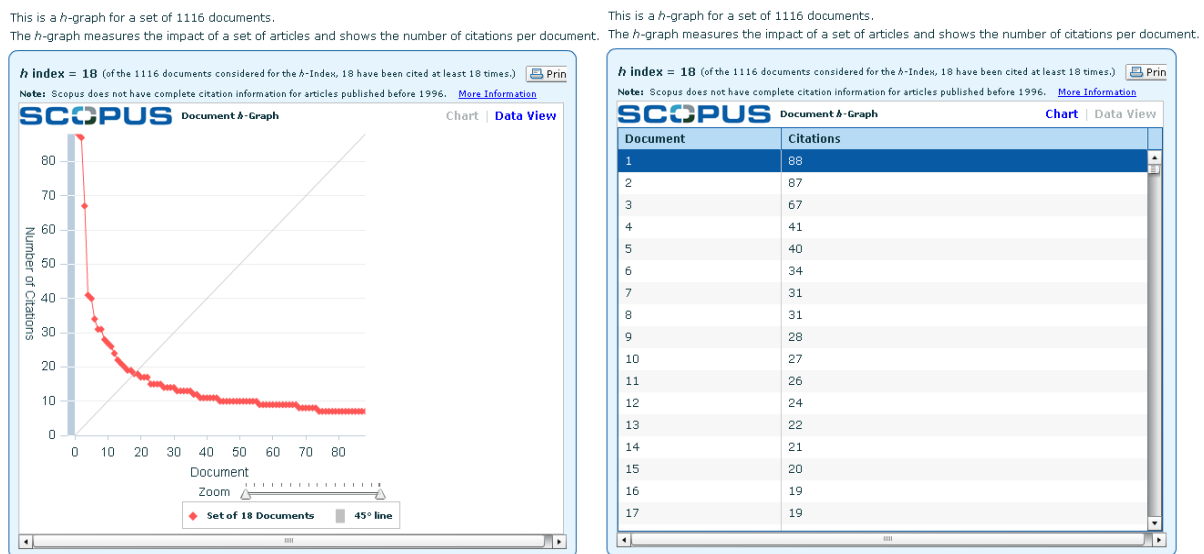 This is a h-graph for a set of 1116 documents.
The h-graph measures the impact of a set of articles and shows the number of citations per document.
h index = 18 (of the 1116 documents considered for the h-Index, 18 have been cited at least 18 times.)
Prin
Note: Scopus does not have complete citation information for articles published before 1996. More Information
SCOPUS Document h-Graph Chart | Data View
80
70
60
50
40
30
20
10
0
Number of Citations
0 10 20 30 40 50 60 70 80
Document
Zoom
Set of 18 Documents 45° line
This is a h-graph for a set of 1116 documents.
The h-graph measures the impact of a set of articles and shows the number of citations per document.
h index = 18 (of the 1116 documents considered for the h-Index, 18 have been cited at least 18 times.)
Prin
Note: Scopus does not have complete citation information for articles published before 1996. More Information
SCOPUS Document h-Graph Chart | Data View
Document Citations
1 88
2 87
3 67
4 41
5 40
6 34
7 31
8 31
9 28
10 27
11 26
12 24
13 22
14 21
15 20
16 19
17 19